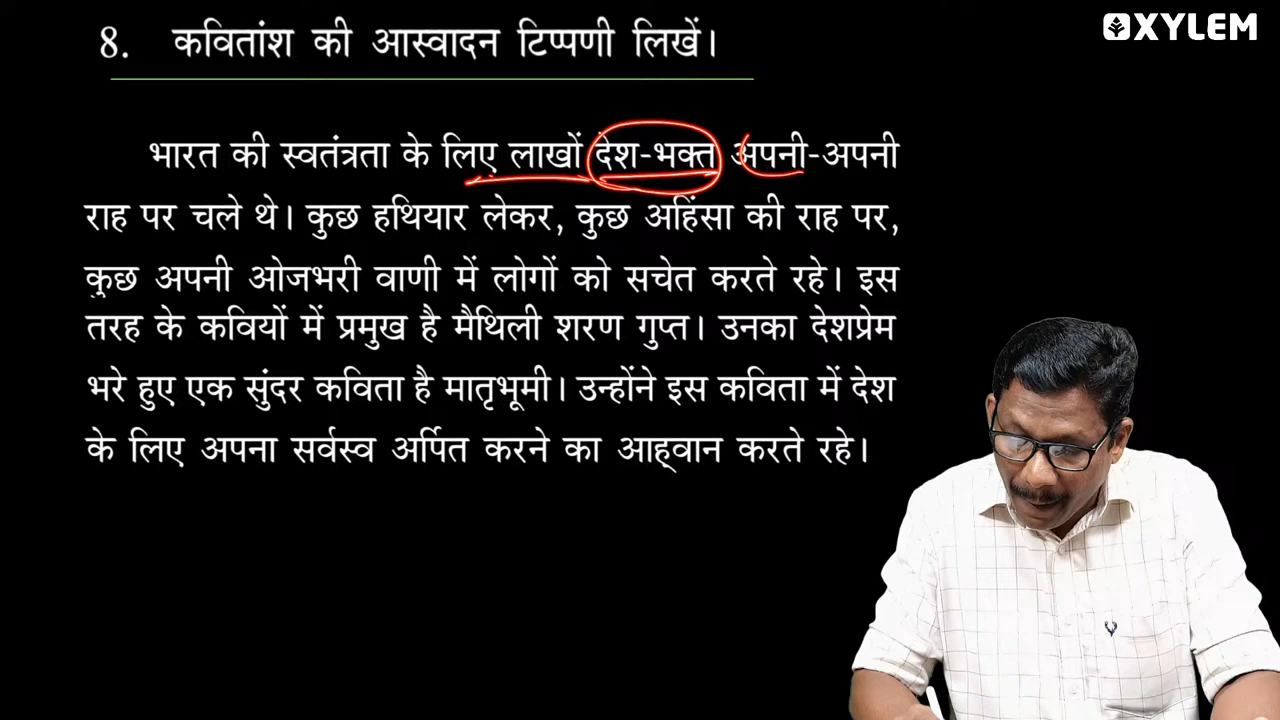 OXYLEM
8. कवितांश की आस्वादन टिप्पणी लिखें।
भारत की स्वतंत्रता के लिए लाखों देश-भक्त अपनी-अपनी
राह पर चले थे। कुछ हथियार लेकर, कुछ अहिंसा की राह पर,
कुछ अपनी ओजभरी वाणी में लोगों को सचेत करते रहे। इस
तरह के कवियों में प्रमुख है मैथिली शरण गुप्त। उनका देशप्रेम
भरे हुए एक सुंदर कविता है मातृभूमी। उन्होंने इस कविता में देश
के लिए अपना सर्वस्व अर्पित करने का आह्वान करते रहे।